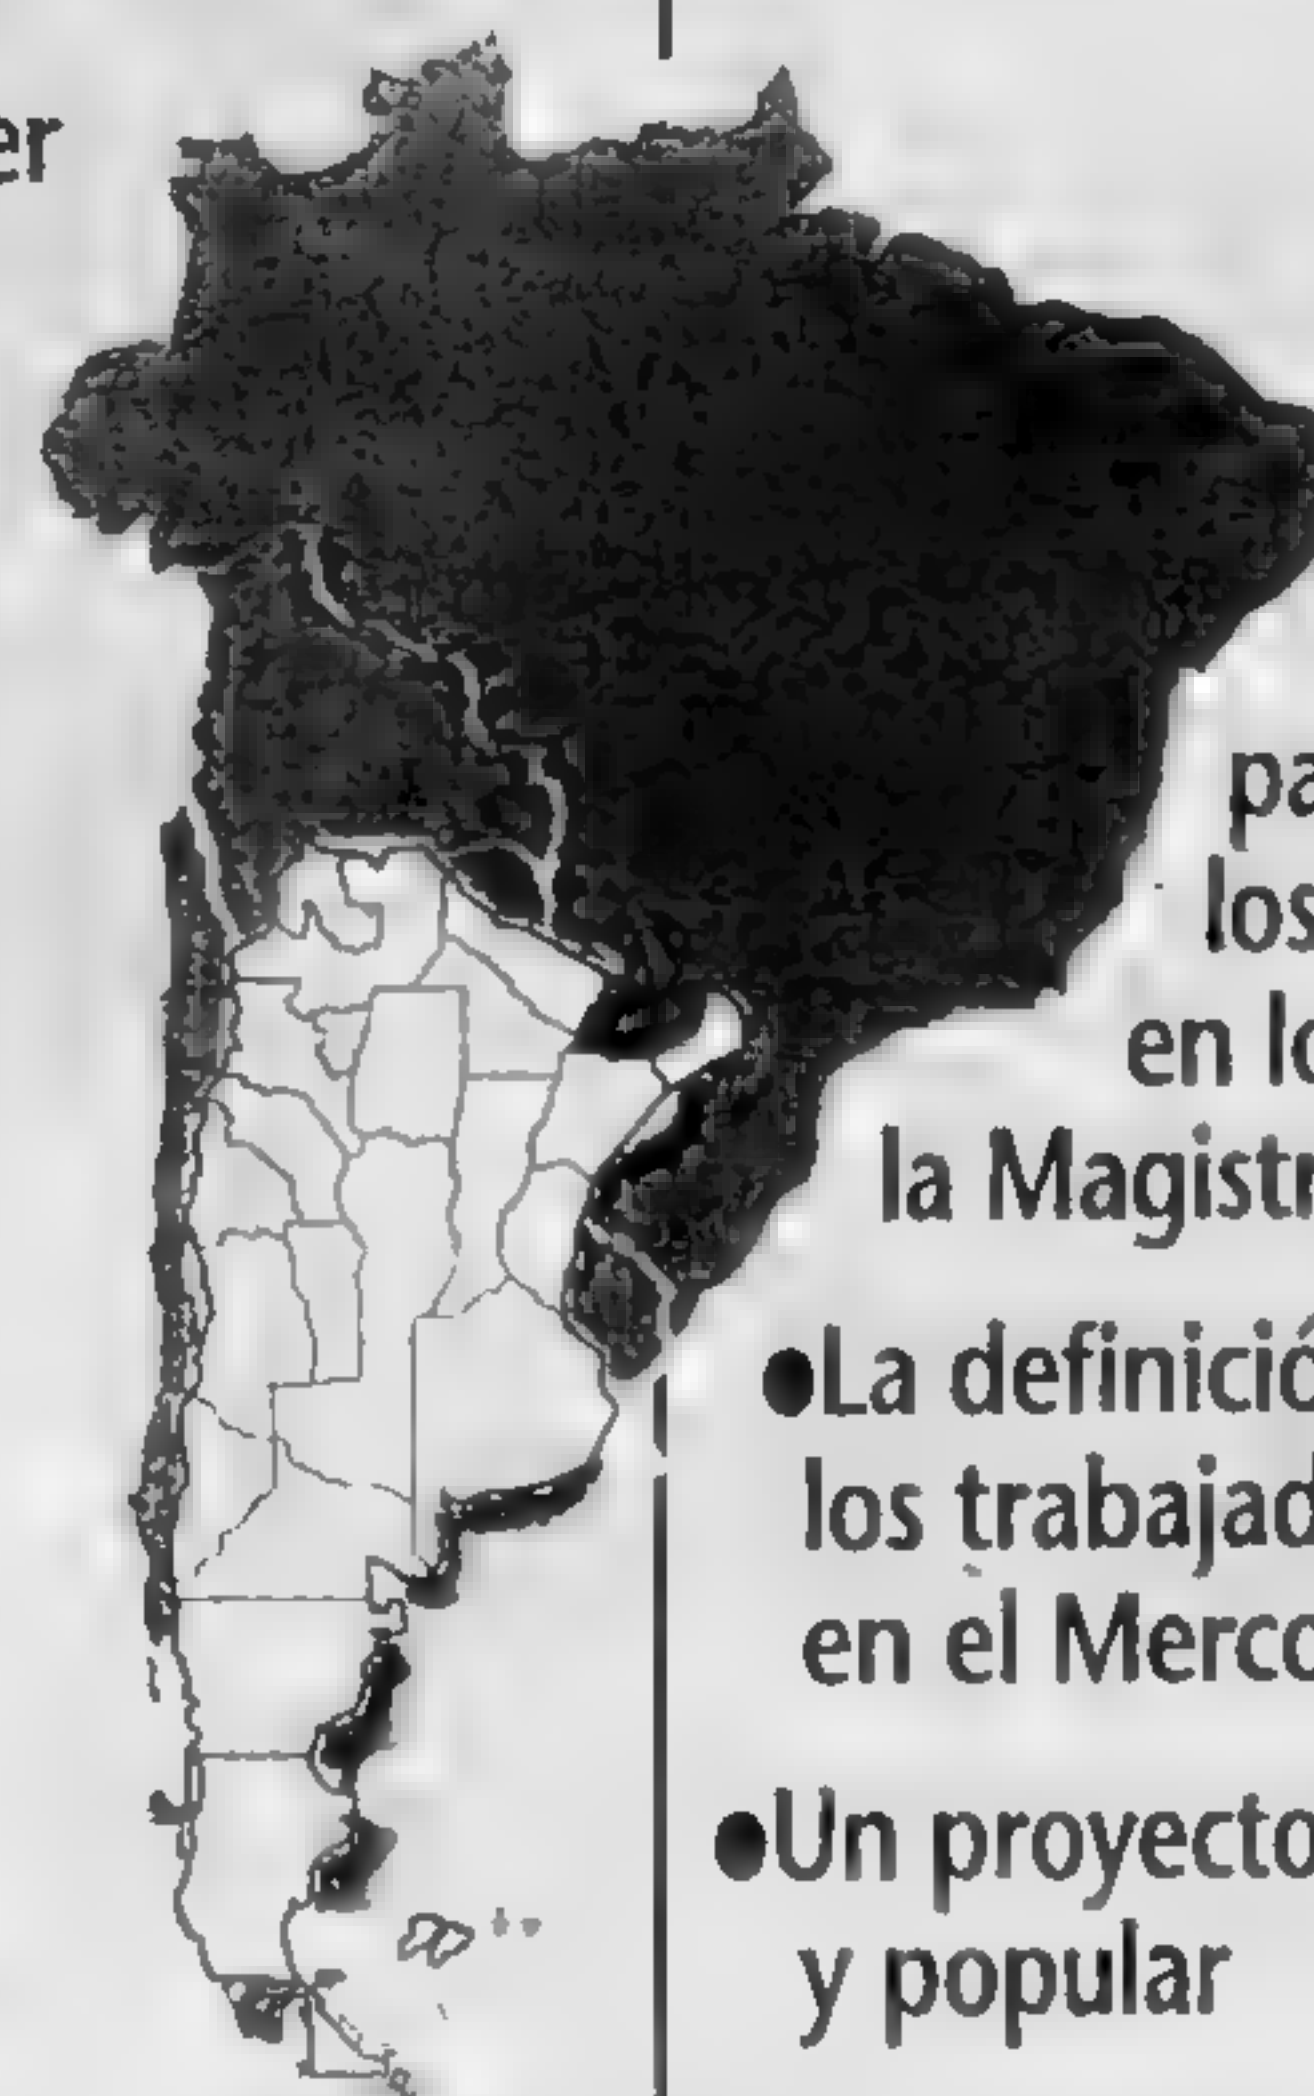 er
pa
los
en lo
la Magistr
•La definició
los trabajad
en el Merco
•Un proyecto
y popular